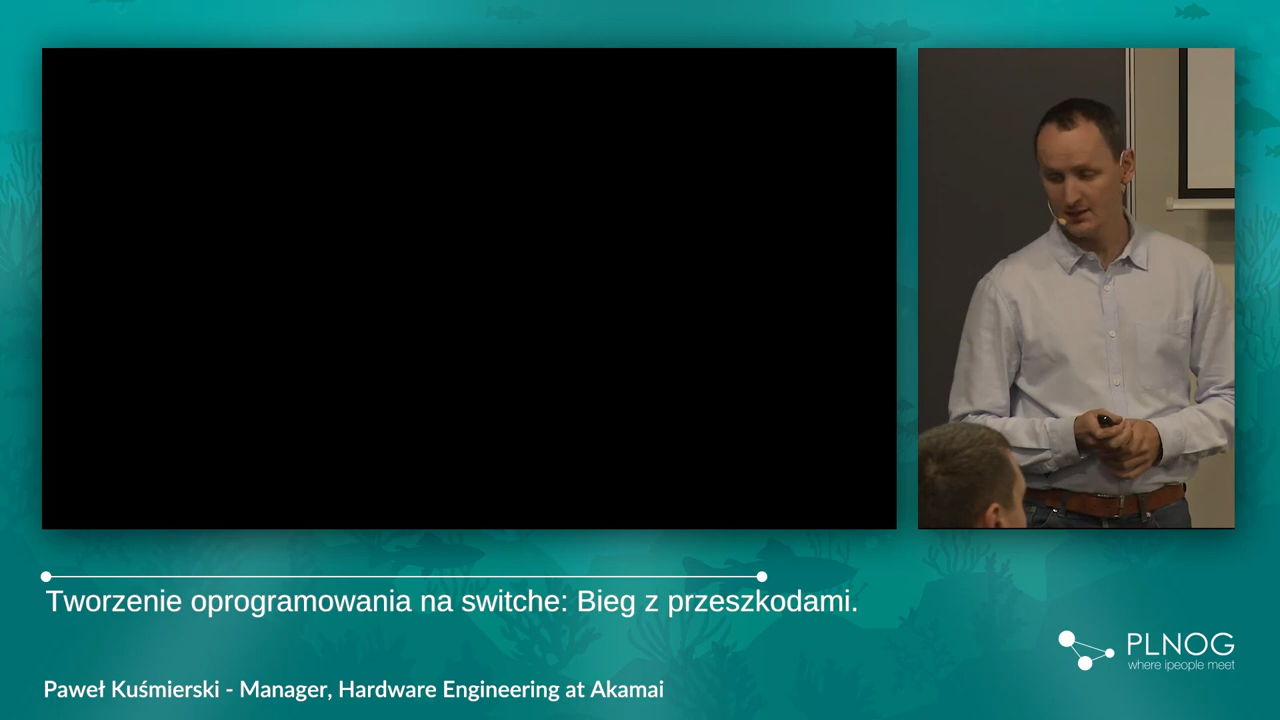 Tworzenie oprogramowania na switche: Bieg z przeszkodami.
PLNOG
where ipeople meet
Paweł Kuśmierski - Manager, Hardware Engineering at Akamai